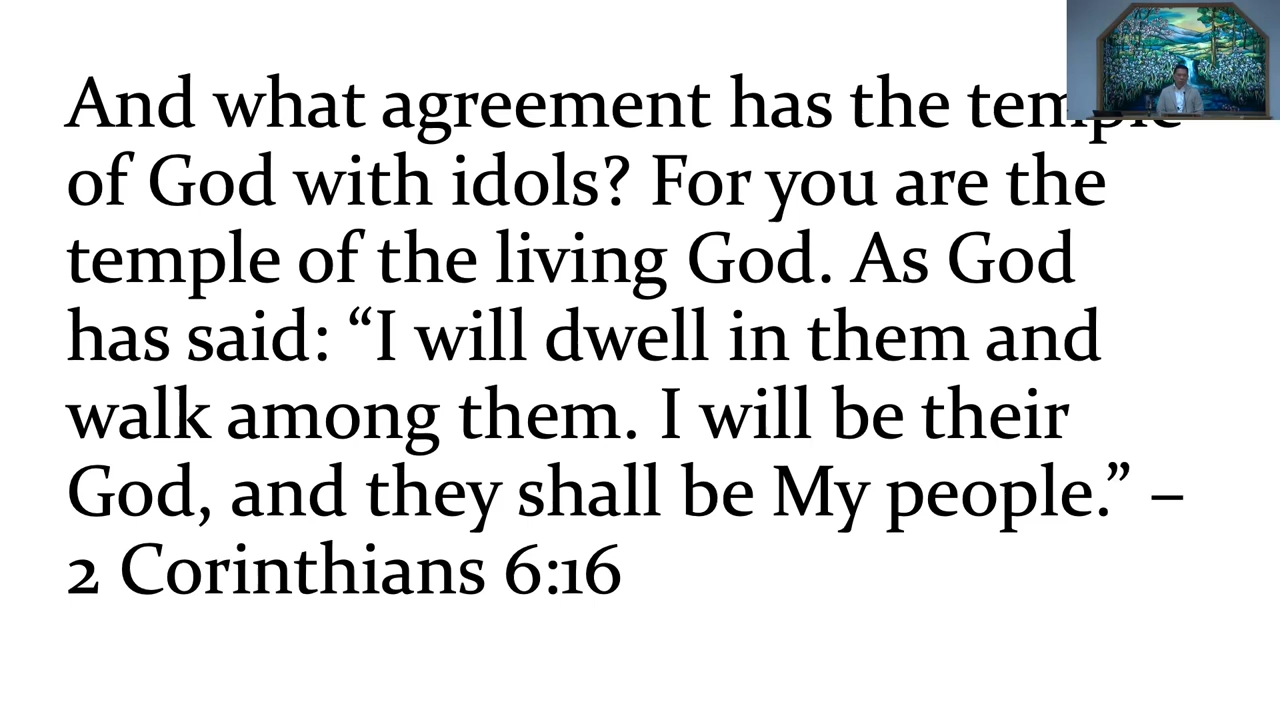 And what agreement has the temple
of God with idols? For you are the
temple of the living God. As God
has said: “I will dwell in them and
walk among them. I will be their
God, and they shall be My people.” –
2 Corinthians 6:16